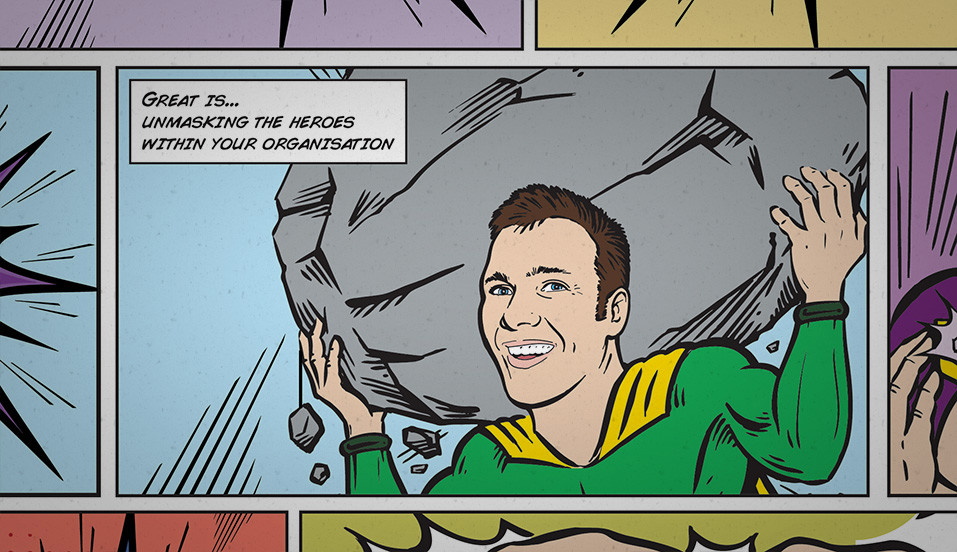 GREAT IS...
UNMASKING THE HEROES
WITHIN YOUR ORGANISATION